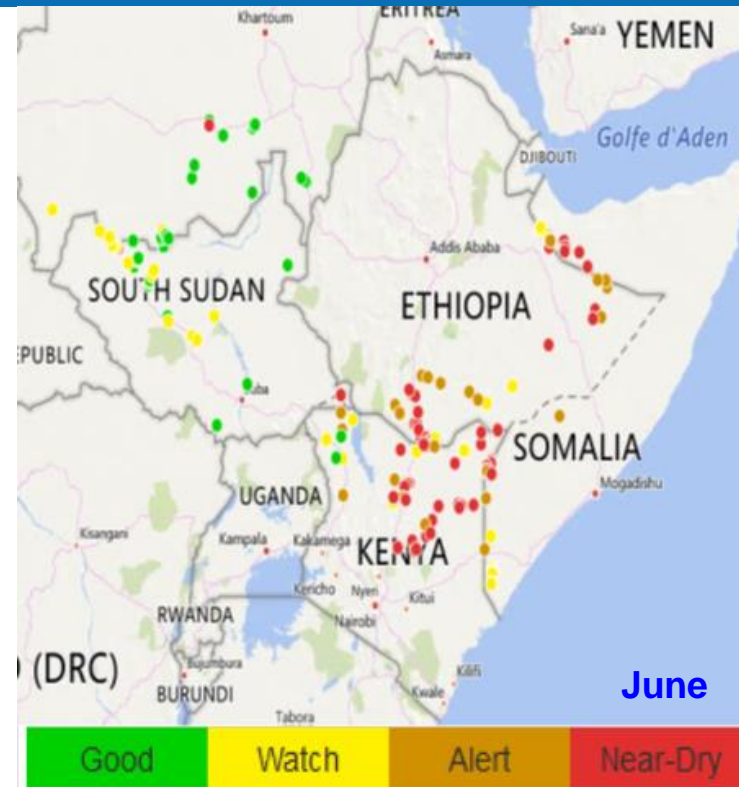 Khartoum
ERITREA
Asmara
Sana'a
YEMEN
Golfe d'Aden
DJIBOUTI
Addis Ababa
SOUTH SUDAN
ETHIOPIA
EPUBLIC
uba
SOMALIA
Mogadishu
UGANDA
Kisangani
Kampala
Kakamega
KENYA
Kericho
Nyeri
Kitui
RWANDA
Nairobi
) (DRC)
Bujumbura
BURUNDI
Kilifi
Kwale
Tabora
June
Good
Watch
Alert
Near-Dry